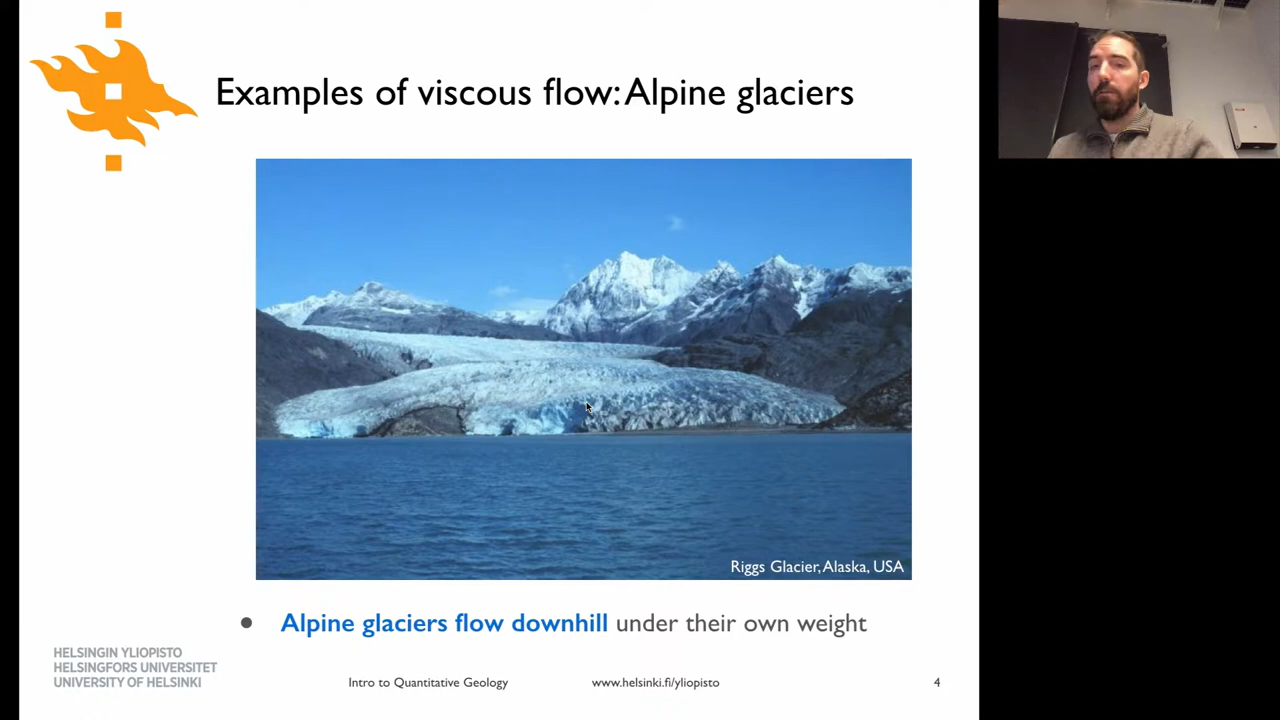 Examples of viscous flow: Alpine glaciers
Riggs Glacier, Alaska, USA
● Alpine glaciers flow downhill under their own weight
HELSINGIN YLIOPISTO
HELSINGFORS UNIVERSITET
UNIVERSITY OF HELSINKI
Intro to Quantitative Geology www.helsinki.fi/yliopisto 4